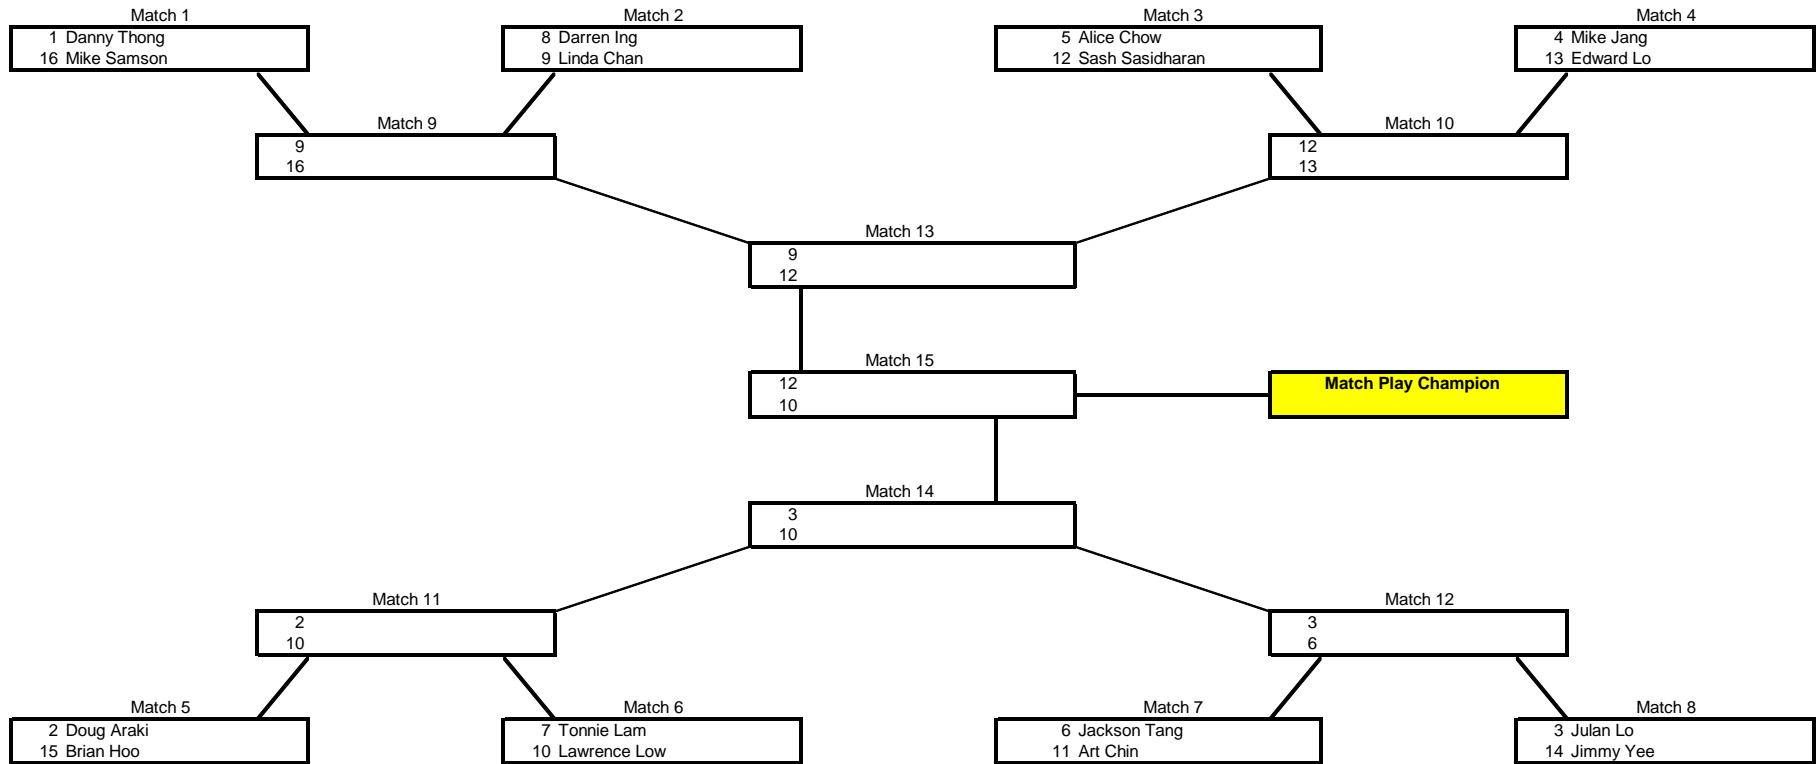 Match 1
1 Danny Thong
16 Mike Samson
Match 2
8 Darren Ing
9 Linda Chan
Match 3
5 Alice Chow
12 Sash Sasidharan
Match 4
4 Mike Jang
13 Edward Lo
Match 9
9
16
Match 10
12
13
Match 13
9
12
Match 15
12
10
Match Play Champion
Match 14
3
10
Match 11
2
10
Match 12
3
6
Match 5
2 Doug Araki
15 Brian Hoo
Match 6
7 Tonnie Lam
10 Lawrence Low
Match 7
6 Jackson Tang
11 Art Chin
Match 8
3 Julan Lo
14 Jimmy Yee